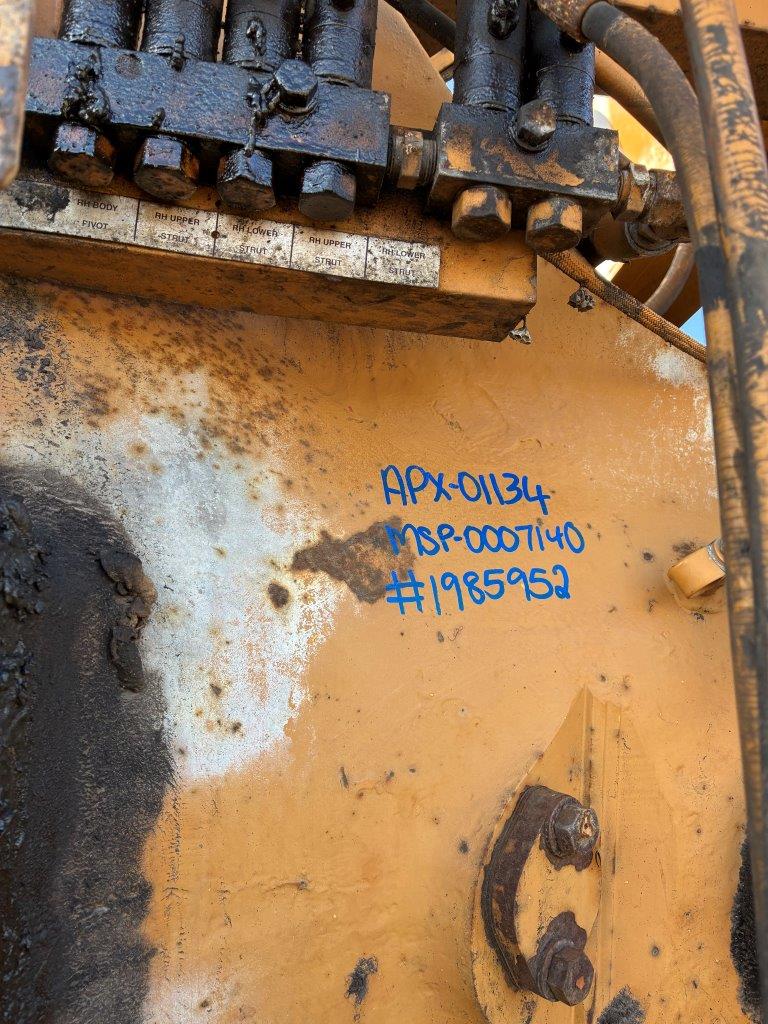 RH BODY PIVOT
RH UPPER STRUT
RH LOWER STRUT
RH UPPER STRUT
RH LOWER STRUT
APX-01134
MSP-0007140
#1985952